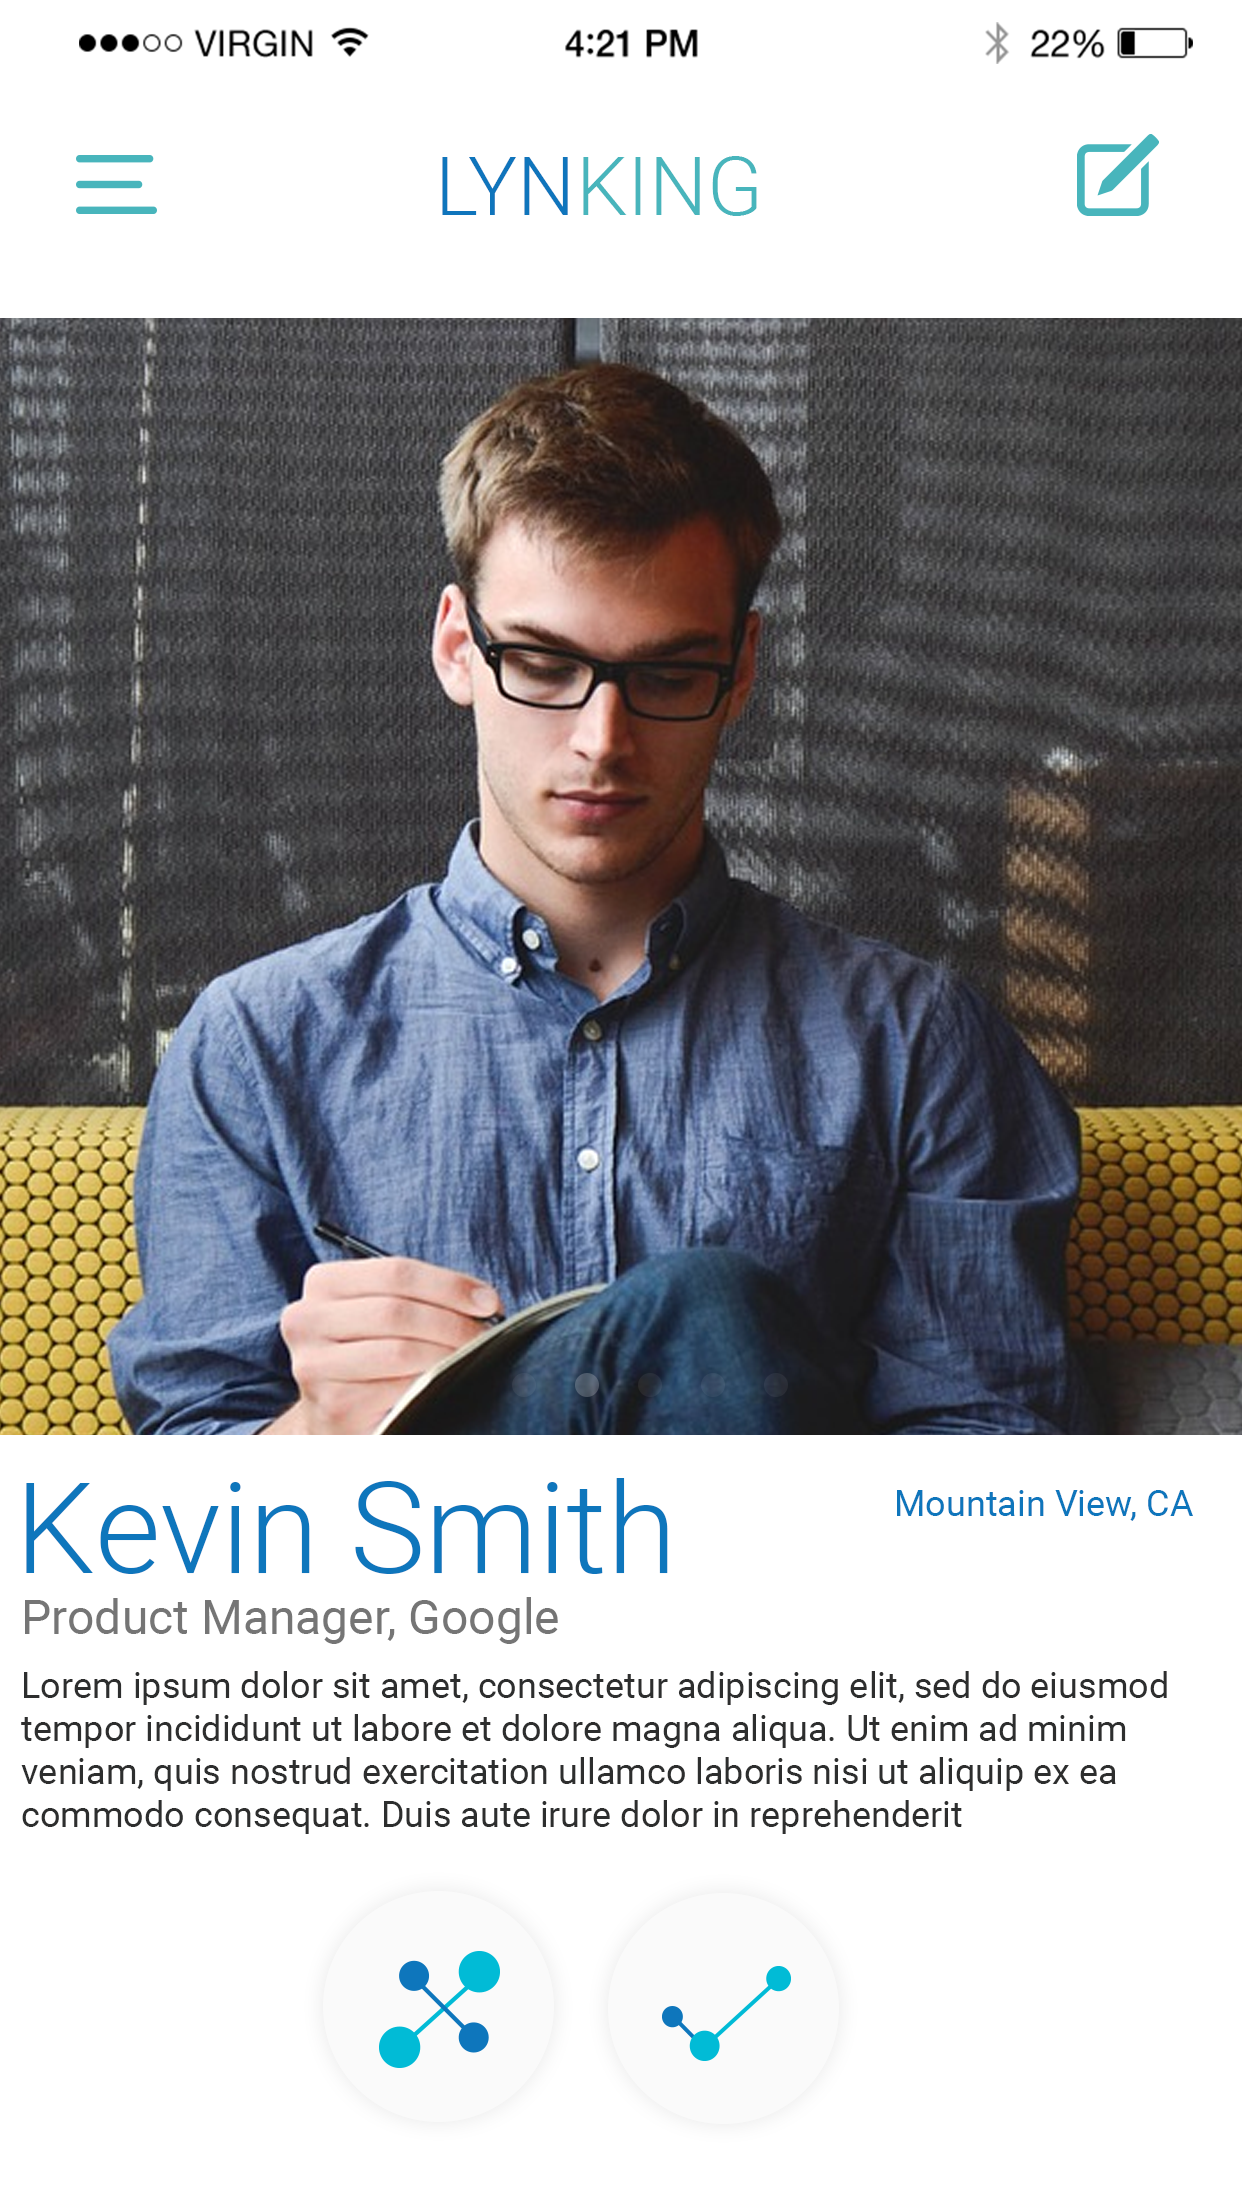 VIRGIN 4:21 PM 22%
LYNKING
Kevin Smith
Mountain View, CA
Product Manager, Google
Lorem ipsum dolor sit amet, consectetur adipiscing elit, sed do eiusmod
tempor incididunt ut labore et dolore magna aliqua. Ut enim ad minim
veniam, quis nostrud exercitation ullamco laboris nisi ut aliquip ex ea
commodo consequat. Duis aute irure dolor in reprehenderit